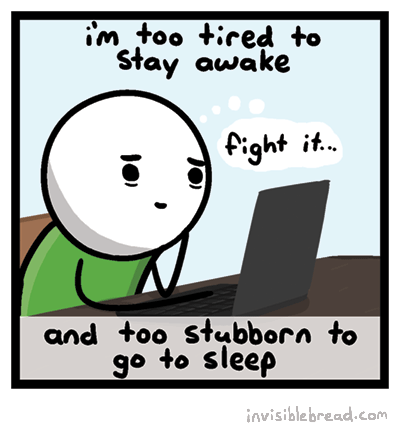 i'm too tired to
stay awake
fight it...
and too stubborn to
go to sleep
invisiblebread.com